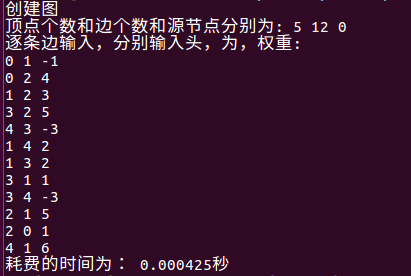 创建图
顶点个数和边个数和源节点分别为: 5 12 0
逐条边输入，分别输入头，为，权重:
0 1 -1
0 2 4
1 2 3
3 2 5
4 3 -3
1 4 2
1 3 2
3 1 1
3 4 -3
2 1 5
2 0 1
4 1 6
耗费的时间为： 0.000425秒